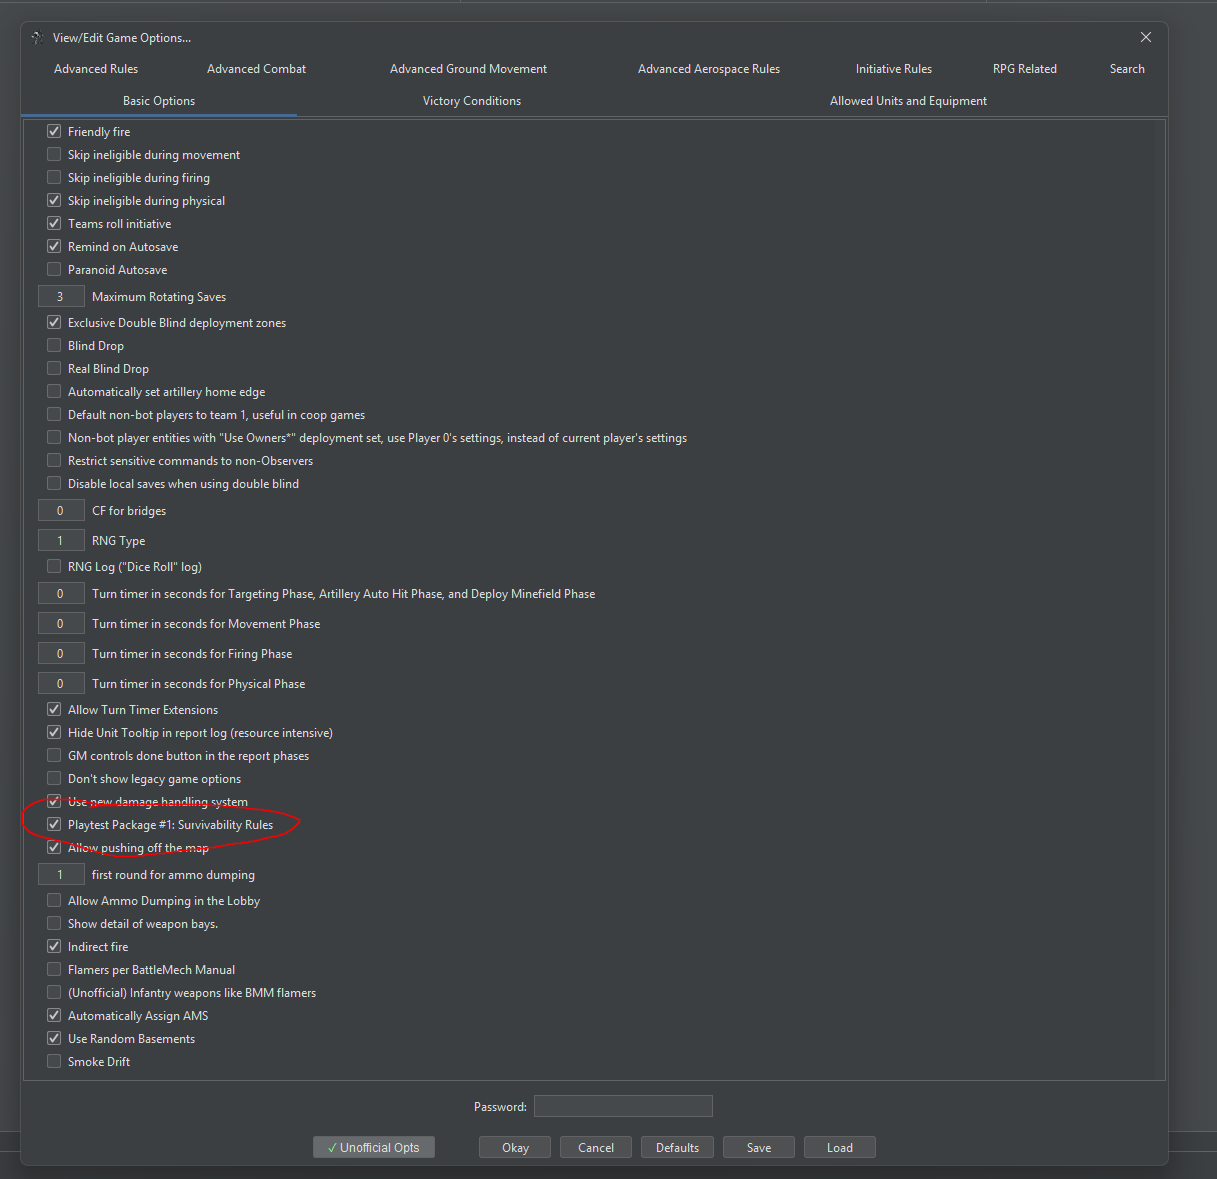 View/Edit Game Options...
Advanced Rules
Advanced Combat
Advanced Ground Movement
Advanced Aerospace Rules
Initiative Rules
RPG Related
Search
Basic Options
Victory Conditions
Allowed Units and Equipment
Friendly fire
Skip ineligible during movement
Skip ineligible during firing
Skip ineligible during physical
Teams roll initiative
Remind on Autosave
Paranoid Autosave
3 Maximum Rotating Saves
Exclusive Double Blind deployment zones
Blind Drop
Real Blind Drop
Automatically set artillery home edge
Default non-bot players to team 1, useful in coop games
Non-bot player entities with "Use Owners*" deployment set, use Player 0's settings, instead of current player's settings
Restrict sensitive commands to non-Observers
Disable local saves when using double blind
0 CF for bridges
1 RNG Type
RNG Log ("Dice Roll" log)
0 Turn timer in seconds for Targeting Phase, Artillery Auto Hit Phase, and Deploy Minefield Phase
0 Turn timer in seconds for Movement Phase
0 Turn timer in seconds for Firing Phase
0 Turn timer in seconds for Physical Phase
Allow Turn Timer Extensions
Hide Unit Tooltip in report log (resource intensive)
GM controls done button in the report phases
Don't show legacy game options
Use new damage handling system
Playtest Package #1: Survivability Rules
Allow pushing off the map
1 first round for ammo dumping
Allow Ammo Dumping in the Lobby
Show detail of weapon bays.
Indirect fire
Flamers per BattleMech Manual
(Unofficial) Infantry weapons like BMM flamers
Automatically Assign AMS
Use Random Basements
Smoke Drift
Password:
✓ Unofficial Opts
Okay
Cancel
Defaults
Save
Load